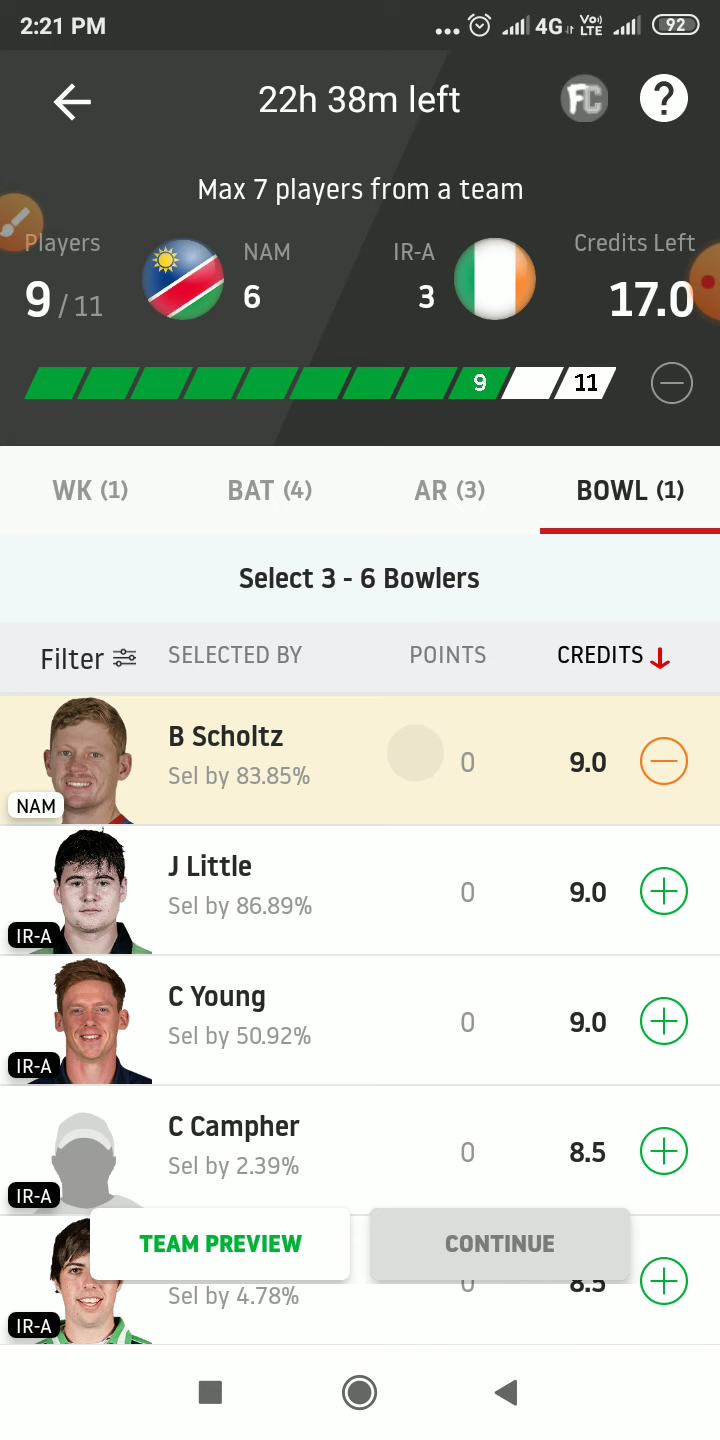 2:21 PM 4G VoLTE 92
22h 38m left FC ?
Max 7 players from a team
Players NAM IR-A Credits Left
9 / 11 6 3 17.0
9 11
WK (1) BAT (4) AR (3) BOWL (1)
Select 3 - 6 Bowlers
Filter SELECTED BY POINTS CREDITS
B Scholtz
Sel by 83.85% 0 9.0
NAM
J Little
Sel by 86.89% 0 9.0
IR-A
C Young
Sel by 50.92% 0 9.0
IR-A
C Campher
Sel by 2.39% 0 8.5
IR-A
TEAM PREVIEW CONTINUE
Sel by 4.78% 0 8.5
IR-A